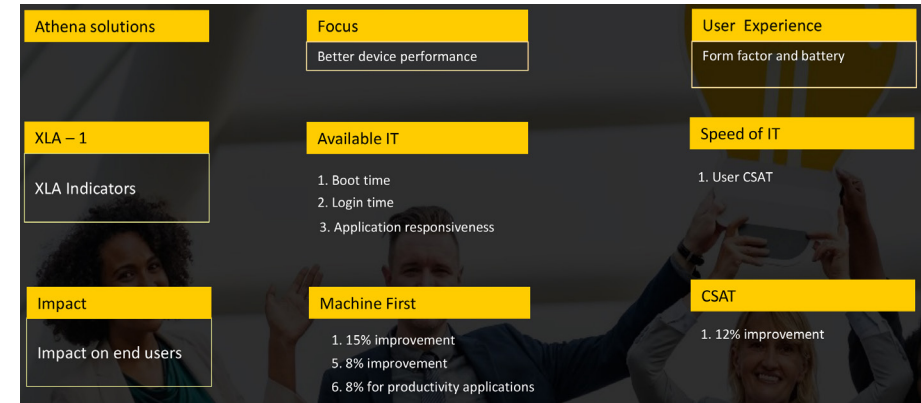 Athena solutions
Focus
Better device performance
User Experience
Form factor and battery
XLA – 1
XLA Indicators
Available IT
1. Boot time
2. Login time
3. Application responsiveness
Speed of IT
1. User CSAT
Impact
Impact on end users
Machine First
1. 15% improvement
5. 8% improvement
6. 8% for productivity applications
CSAT
1. 12% improvement